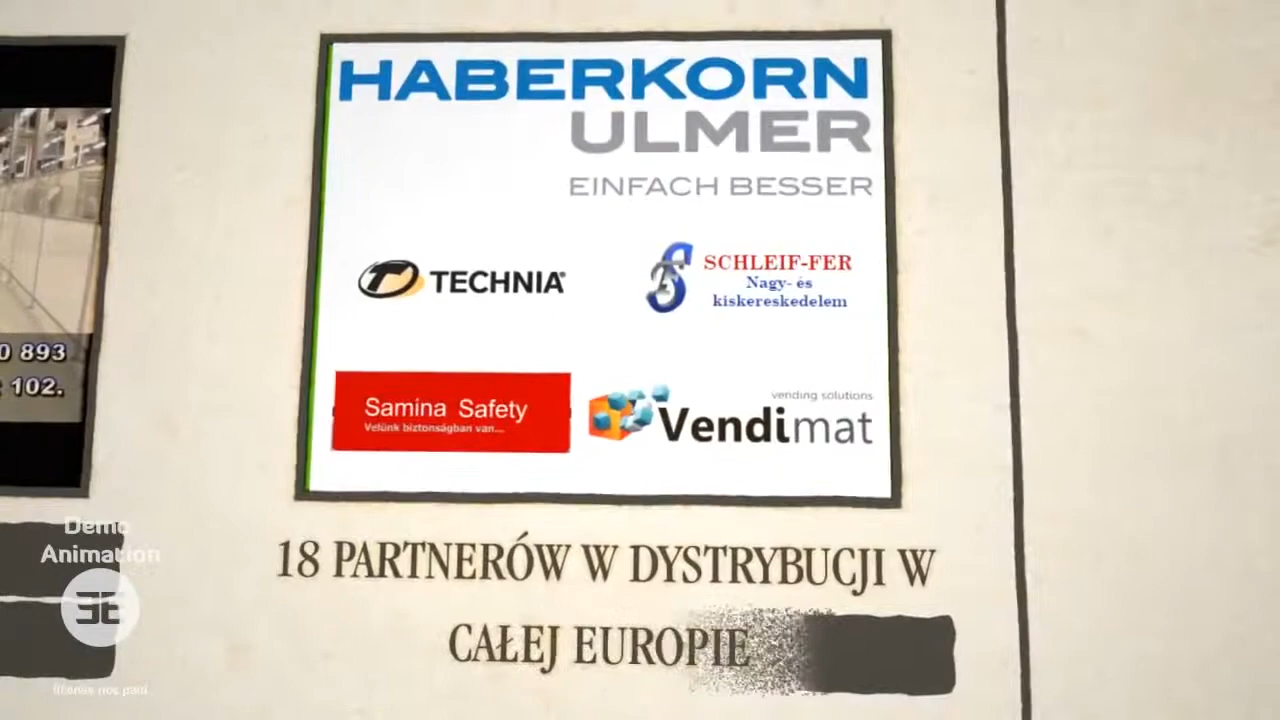 HABERKORN
ULMER
EINFACH BESSER
TECHNIA
SCHLEIF-FER
Nagy- és
kiskereskedelem
Samina Safety
Velünk biztonságban van...
vending solutions
Vendimat
0 893
102.
18 PARTNERÓW W DYSTRYBUCJI W
CAŁEJ EUROPIE
Demo
Animation